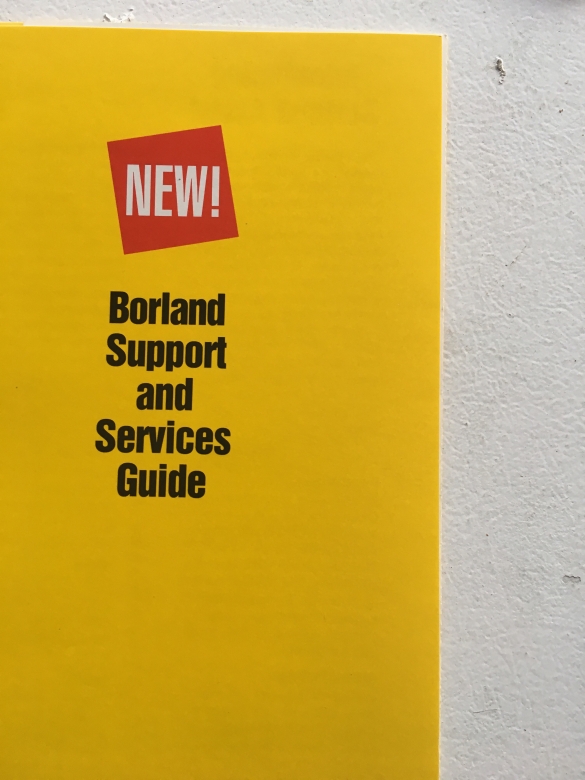 NEW!
Borland
Support
and
Services
Guide